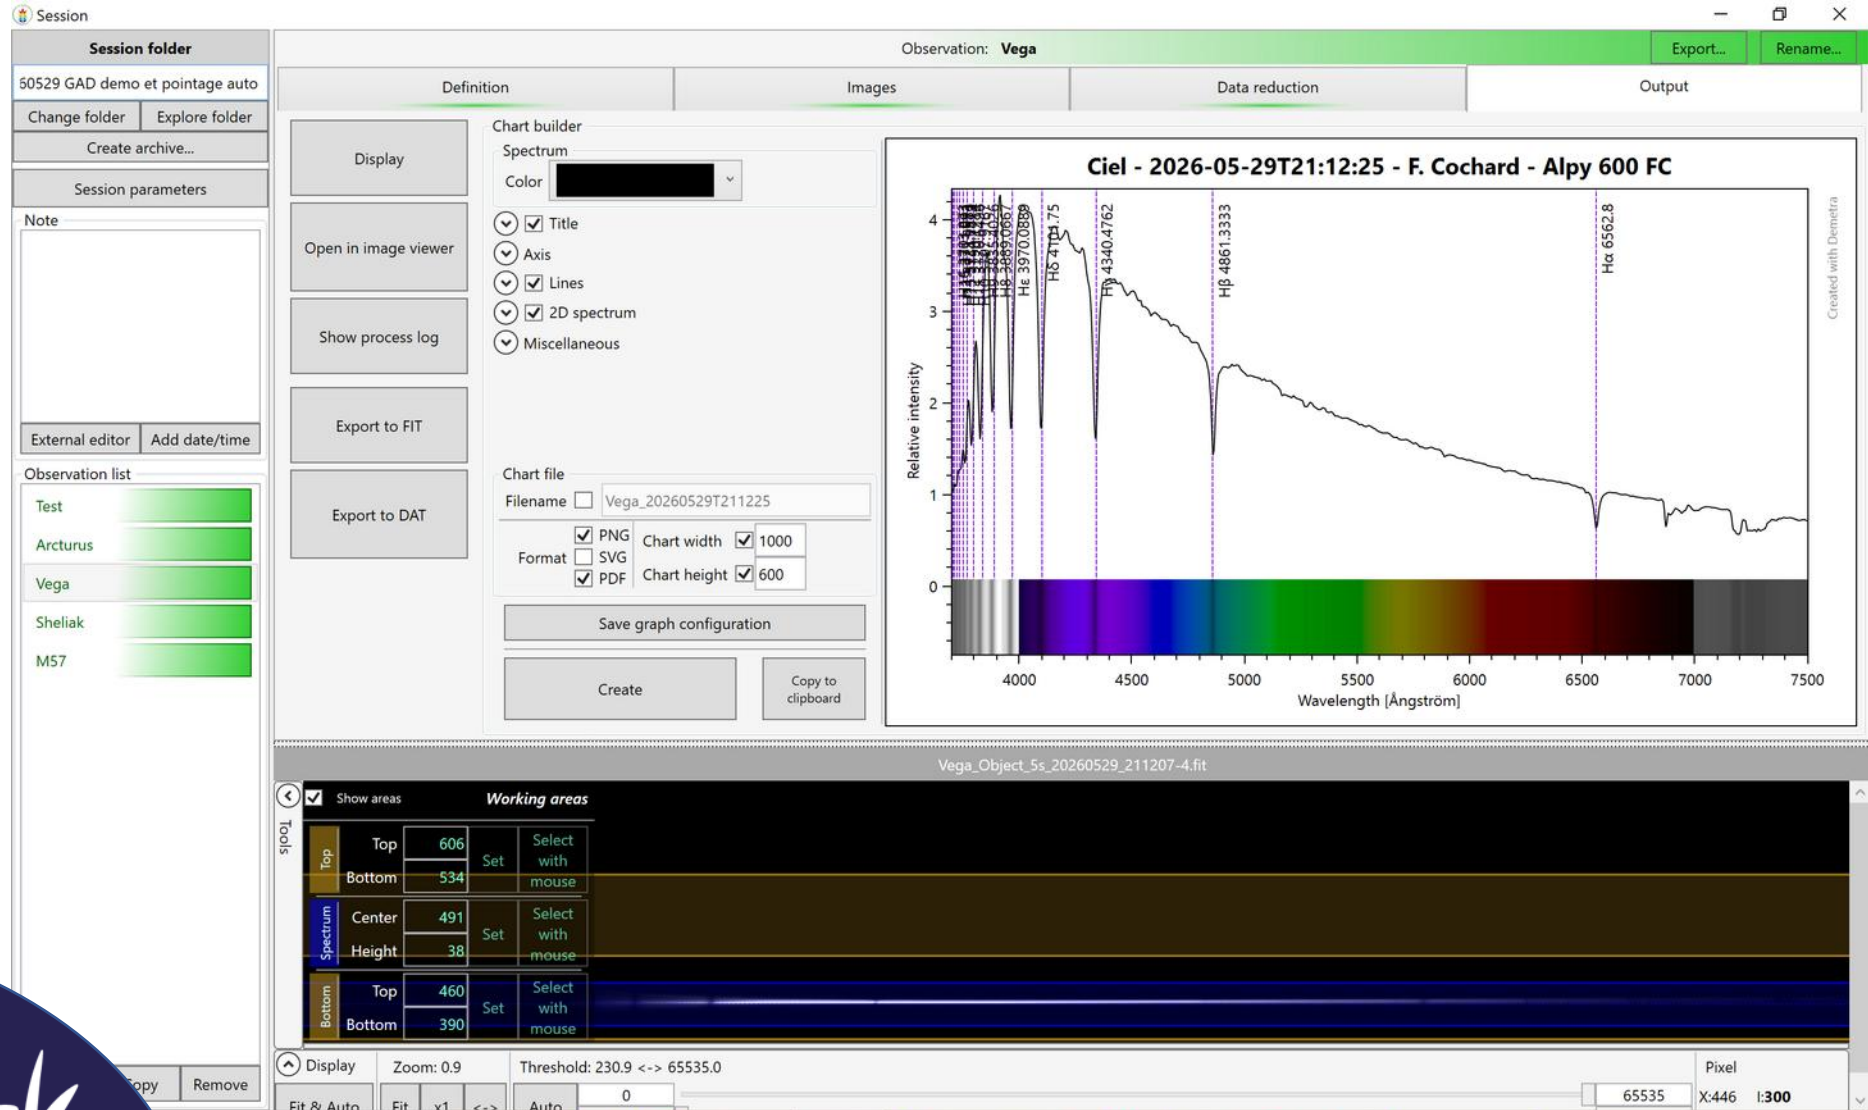 Session
Session folder
60529 GAD demo et pointage auto
Change folder
Explore folder
Create archive...
Session parameters
Note
External editor
Add date/time
Observation list
Test
Arcturus
Vega
Sheliak
M57
Remove
Observation: Vega
Export...
Rename...
Definition
Images
Data reduction
Output
Display
Open in image viewer
Show process log
Export to FIT
Export to DAT
Chart builder
Spectrum
Color
Title
Axis
Lines
2D spectrum
Miscellaneous
Chart file
Filename
Vega_20260529T211225
Format
PNG
SVG
PDF
Chart width
1000
Chart height
600
Save graph configuration
Create
Copy to
clipboard
Ciel - 2026-05-29T21:12:25 - F. Cochard - Alpy 600 FC
Relative intensity
4
3
2
1
0
H8 3889.0667
Hε 3970.0889
Hδ 4101.75
Hγ 4340.4762
Hβ 4861.3333
Hα 6562.8
Created with Demetra
4000
4500
5000
5500
6000
6500
7000
7500
Wavelength [Ångström]
Vega_Object_5s_20260529_211207-4.fit
Tools
Show areas
Working areas
Top
Top
606
Bottom
534
Set
Select
with
mouse
Spectrum
Center
491
Height
38
Set
Select
with
mouse
Bottom
Top
460
Bottom
390
Set
Select
with
mouse
Display
Zoom: 0.9
Threshold: 230.9 <-> 65535.0
Fit & Auto
Fit
x1
<->
Auto
0
65535
Pixel
X:446
I:300